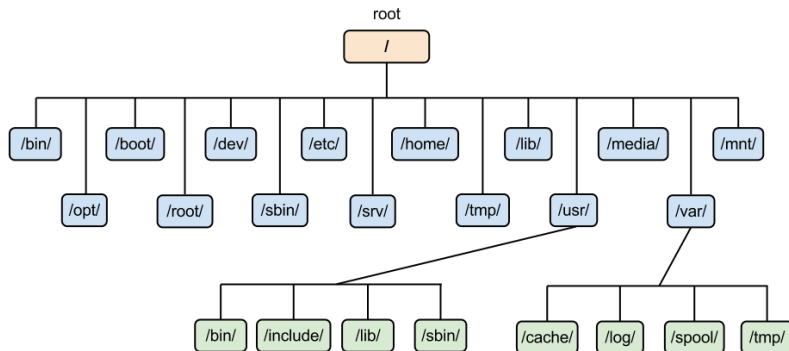 root
/
/bin/
/boot/
/dev/
/etc/
/home/
/lib/
/media/
/mnt/
/opt/
/root/
/sbin/
/srv/
/tmp/
/usr/
/var/
/bin/
/include/
/lib/
/sbin/
/cache/
/log/
/spool/
/tmp/